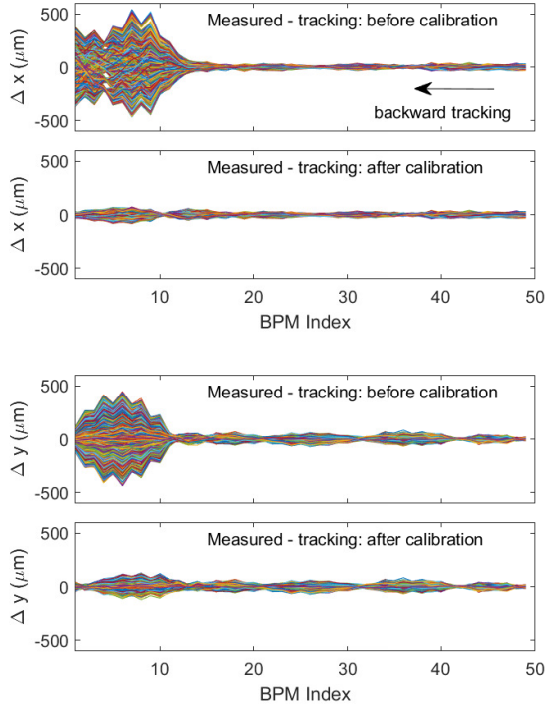 500
Measured - tracking: before calibration
Δ x (μm)
0
backward tracking
-500
500
Measured - tracking: after calibration
Δ x (μm)
0
-500
10 20 30 40 50
BPM Index
500
Measured - tracking: before calibration
Δ y (μm)
0
-500
500
Measured - tracking: after calibration
Δ y (μm)
0
-500
10 20 30 40 50
BPM Index